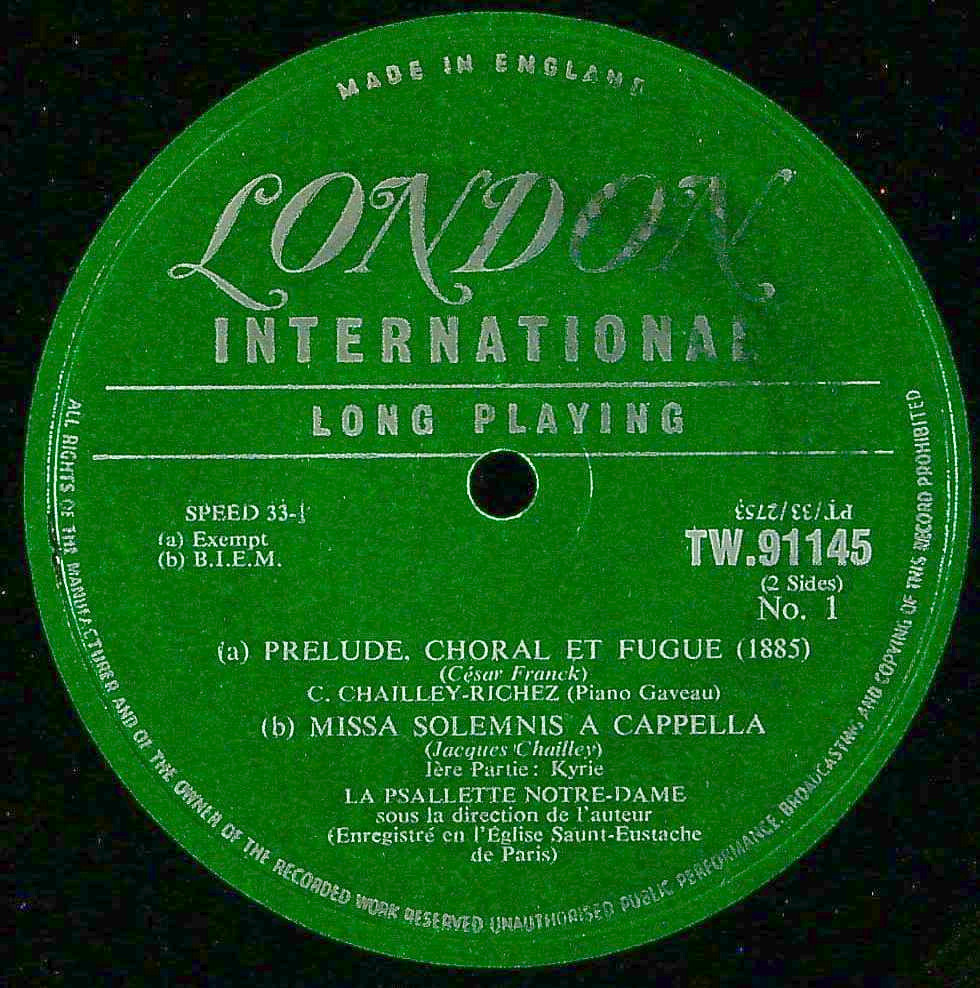 MADE IN ENGLAND
LONDON
INTERNATIONAL
LONG PLAYING
SPEED 33-⅓
(a) Exempt
(b) B.I.E.M.
PT./33/2753
TW.91145
(2 Sides)
No. 1
(a) PRELUDE, CHORAL ET FUGUE (1885)
(César Franck)
C. CHAILLEY-RICHEZ (Piano Gaveau)
(b) MISSA SOLEMNIS A CAPPELLA
(Jacques Chailley)
1ère Partie: Kyrie
LA PSALLETTE NOTRE-DAME
sous la direction de l'auteur
(Enregistré en l'Église Saunt-Eustache
de Paris)
ALL RIGHTS OF THE MANUFACTURER AND OF THE OWNER OF THE RECORDED WORK RESERVED UNAUTHORISED PUBLIC PERFORMANCE BROADCASTING AND COPYING OF THIS RECORD PROHIBITED